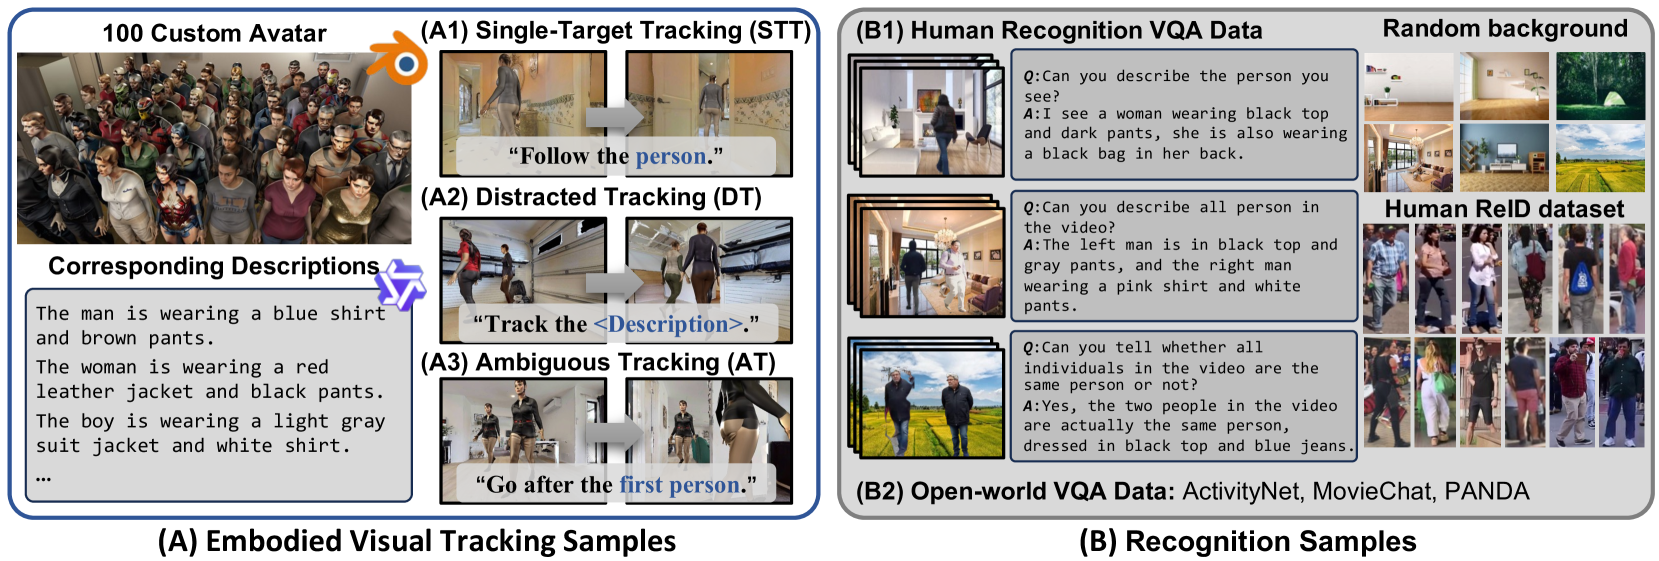 100 Custom Avatar
Corresponding Descriptions
The man is wearing a blue shirt
and brown pants.
The woman is wearing a red
leather jacket and black pants.
The boy is wearing a light gray
suit jacket and white shirt.
...
(A1) Single-Target Tracking (STT)
“Follow the person.”
(A2) Distracted Tracking (DT)
“Track the <Description>.”
(A3) Ambiguous Tracking (AT)
“Go after the first person.”
(A) Embodied Visual Tracking Samples
(B1) Human Recognition VQA Data
Q:Can you describe the person you
see?
A:I see a woman wearing black top
and dark pants, she is also wearing
a black bag in her back.
Q:Can you describe all person in
the video?
A:The left man is in black top and
gray pants, and the right man
wearing a pink shirt and white
pants.
Q:Can you tell whether all
individuals in the video are the
same person or not?
A:Yes, the two people in the video
are actually the same person,
dressed in black top and blue jeans.
Random background
Human ReID dataset
(B2) Open-world VQA Data: ActivityNet, MovieChat, PANDA
(B) Recognition Samples